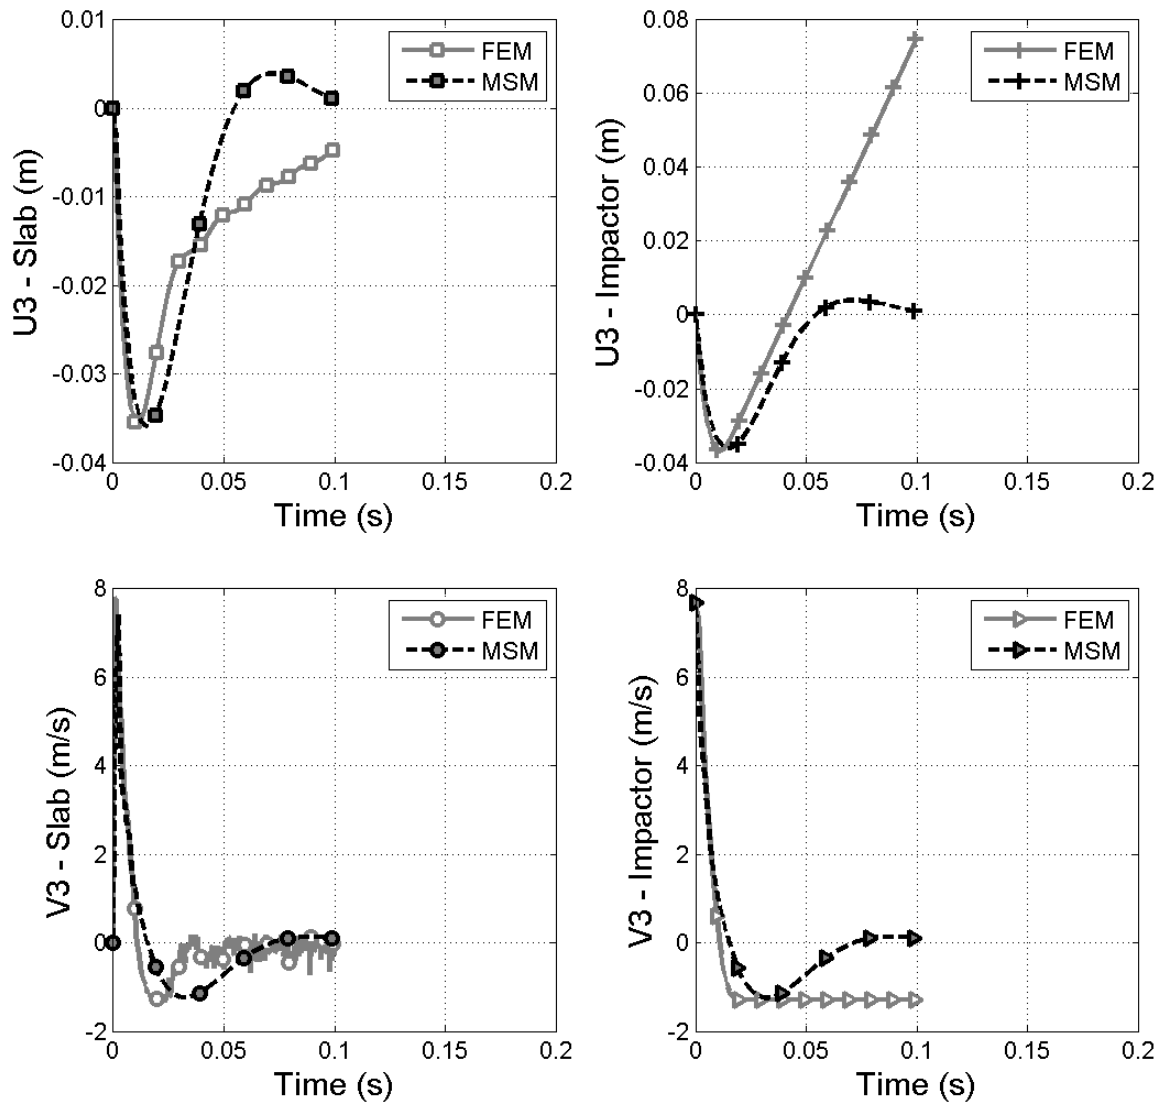 0.01
0
-0.01
-0.02
-0.03
-0.04
U3 - Slab (m)
0
0.05
0.1
0.15
0.2
Time (s)
FEM
MSM
0.08
0.06
0.04
0.02
0
-0.02
-0.04
U3 - Impactor (m)
0
0.05
0.1
0.15
0.2
Time (s)
FEM
MSM
8
6
4
2
0
-2
V3 - Slab (m/s)
0
0.05
0.1
0.15
0.2
Time (s)
FEM
MSM
8
6
4
2
0
-2
V3 - Impactor (m/s)
0
0.05
0.1
0.15
0.2
Time (s)
FEM
MSM